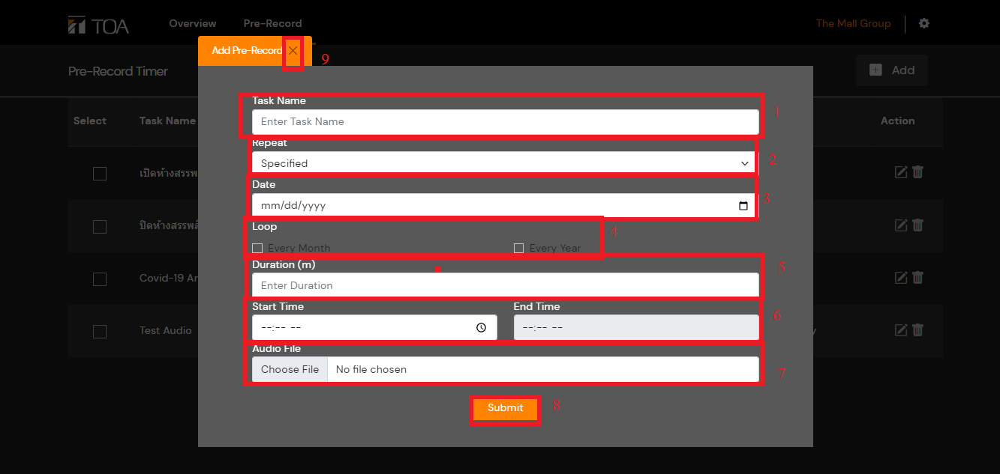 TOA Overview Pre-Record The Mall Group
Add Pre-Record 9
Pre-Record Timer Add
Task Name 1
Enter Task Name
Select Task Name Action
Repeat
Specified 2
เปิดห้างสรรพ
Date 3
mm/dd/yyyy
ปิดห้างสรรพสิ
Loop 4
Every Month Every Year
Duration (m) 5
Covid-19 An
Enter Duration
Start Time End Time 6
--:-- -- --:-- --
Test Audio y
Audio File
Choose File No file chosen 7
Submit 8